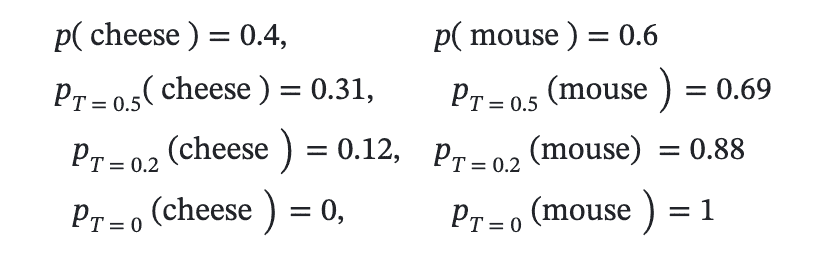 p( cheese ) = 0.4, p( mouse ) = 0.6
p_{T = 0.5}( cheese ) = 0.31, p_{T = 0.5} (mouse ) = 0.69
p_{T = 0.2} (cheese ) = 0.12, p_{T = 0.2} (mouse) = 0.88
p_{T = 0} (cheese ) = 0, p_{T = 0} (mouse ) = 1